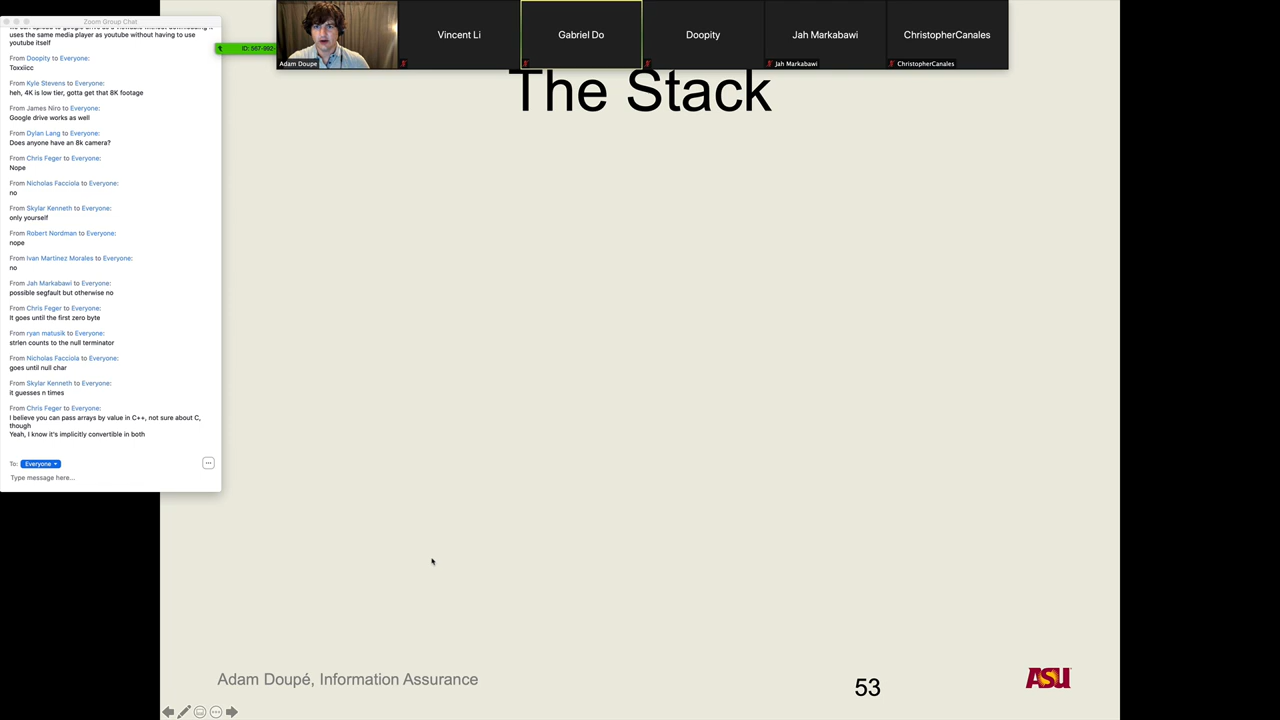 Zoom Group Chat
uses the same media player as youtube without having to use
youtube itself
From Doopity to Everyone:
Toxxiicc
From Kyle Stevens to Everyone:
heh, 4K is low tier, gotta get that 8K footage
From James Niro to Everyone:
Google drive works as well
From Dylan Lang to Everyone:
Does anyone have an 8k camera?
From Chris Feger to Everyone:
Nope
From Nicholas Facciola to Everyone:
no
From Skylar Kenneth to Everyone:
only yourself
From Robert Nordman to Everyone:
nope
From Ivan Martinez Morales to Everyone:
no
From Jah Markabawi to Everyone:
possible segfault but otherwise no
From Chris Feger to Everyone:
It goes until the first zero byte
From ryan matusik to Everyone:
strlen counts to the null terminator
From Nicholas Facciola to Everyone:
goes until null char
From Skylar Kenneth to Everyone:
it guesses n times
From Chris Feger to Everyone:
I believe you can pass arrays by value in C++, not sure about C,
though
Yeah, I know it's implicitly convertible in both
To: Everyone
Type message here...
ID: 587-992-
Adam Doupe
Vincent Li
Gabriel Do
Doopity
Jah Markabawi
Jah Markabawi
ChristopherCanales
ChristopherCanales
The Stack
Adam Doupé, Information Assurance
53
ASU